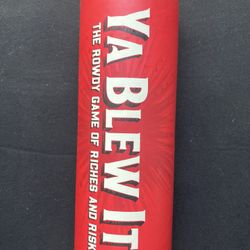 YA BLEW IT
THE ROWDY GAME OF RICHES AND RISK